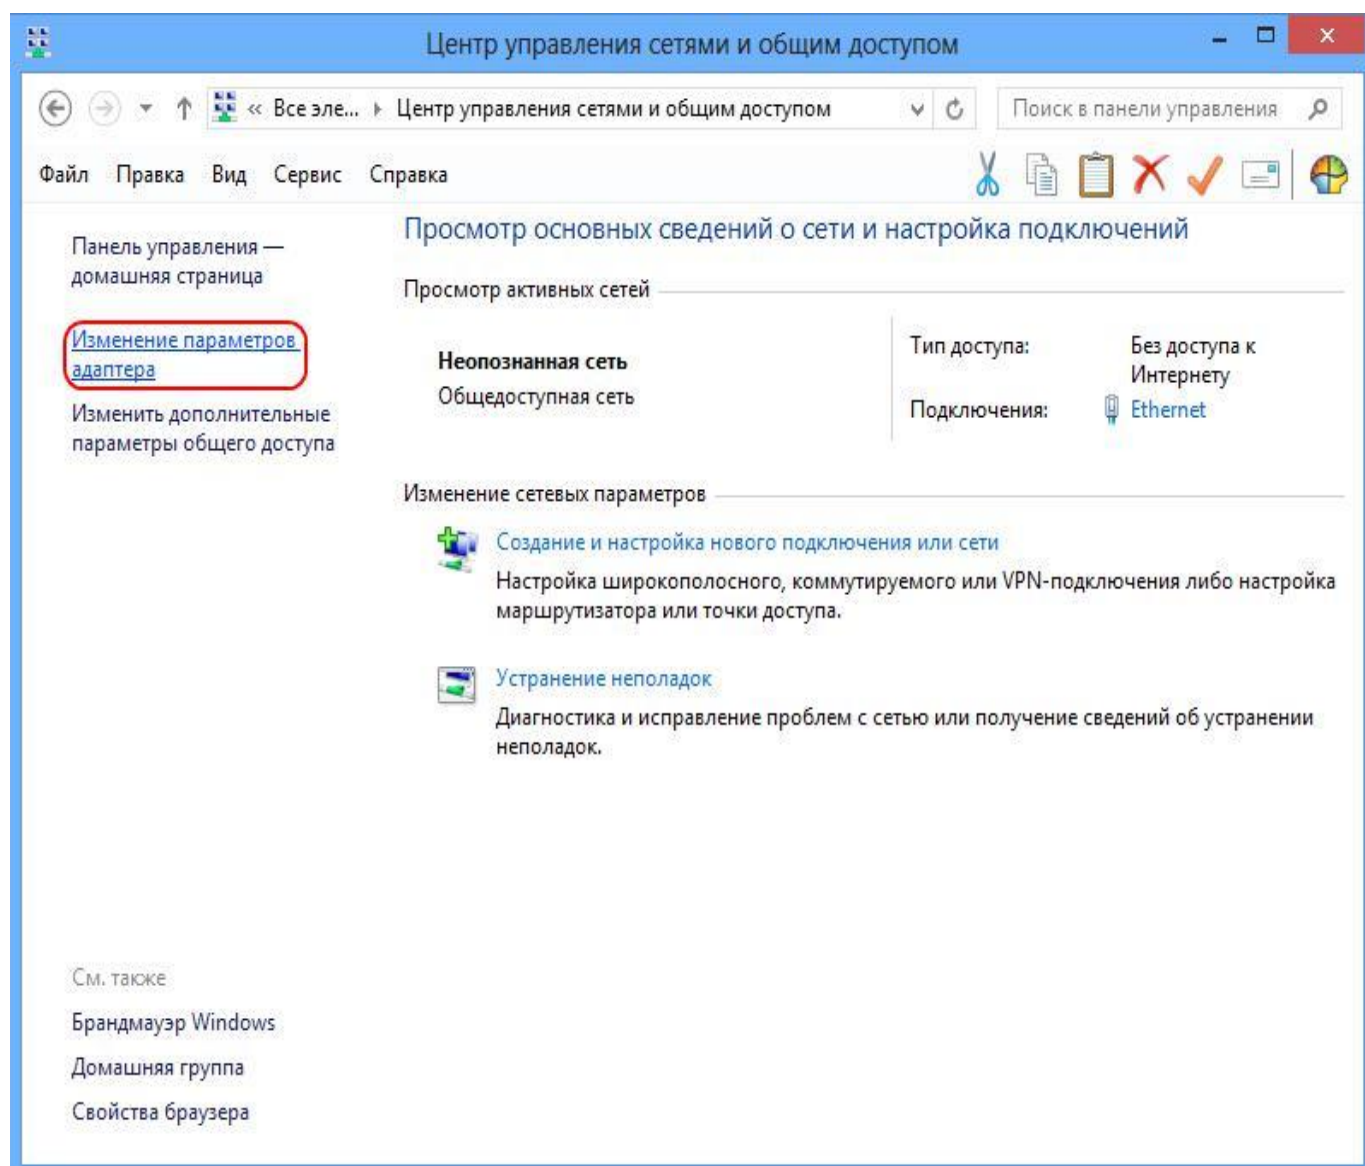 Центр управления сетями и общим доступом
« Все эле... Центр управления сетями и общим доступом
Поиск в панели управления
Файл Правка Вид Сервис Справка
Панель управления —
домашняя страница
Изменение параметров
адаптера
Изменить дополнительные
параметры общего доступа
Просмотр основных сведений о сети и настройка подключений
Просмотр активных сетей
Неопознанная сеть
Общедоступная сеть
Тип доступа: Без доступа к
Интернету
Подключения: Ethernet
Изменение сетевых параметров
Создание и настройка нового подключения или сети
Настройка широкополосного, коммутируемого или VPN-подключения либо настройка
маршрутизатора или точки доступа.
Устранение неполадок
Диагностика и исправление проблем с сетью или получение сведений об устранении
неполадок.
См. также
Брандмауэр Windows
Домашняя группа
Свойства браузера